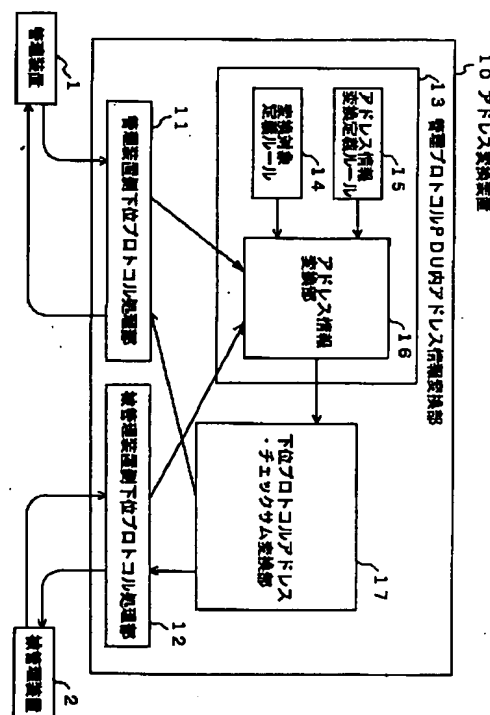 10 アドレス変換装置
13 管理プロトコルPDU内アドレス情報変換部
アドレス情報
変換定義ルール
15
変換対象
定義ルール
14
アドレス情報
変換部
16
下位プロトコルアドレス
・チェックサム変換部
17
11
管理装置側下位プロトコル処理部
被管理装置側下位プロトコル処理部
12
管理装置
1
被管理装置
2